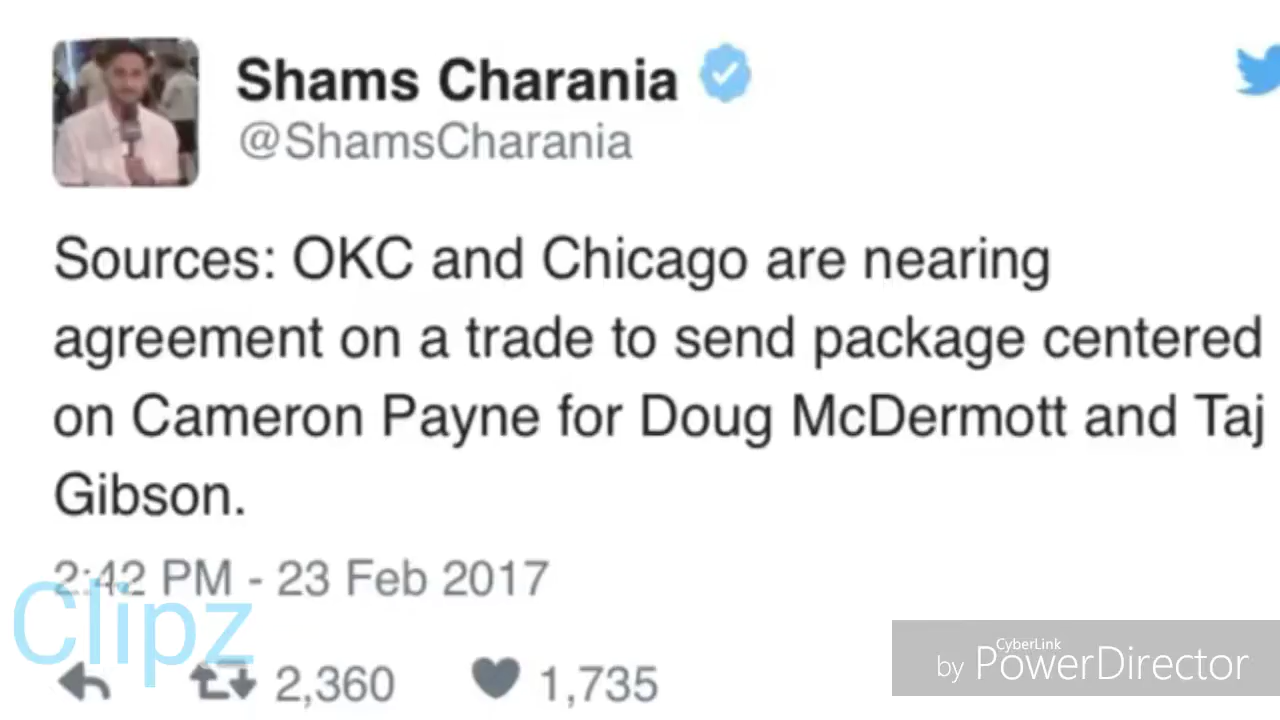 Shams Charania
@ShamsCharania
Sources: OKC and Chicago are nearing
agreement on a trade to send package centered
on Cameron Payne for Doug McDermott and Taj
Gibson.
2:42 PM - 23 Feb 2017
Clipz
2,360 1,735
CyberLink
by PowerDirector